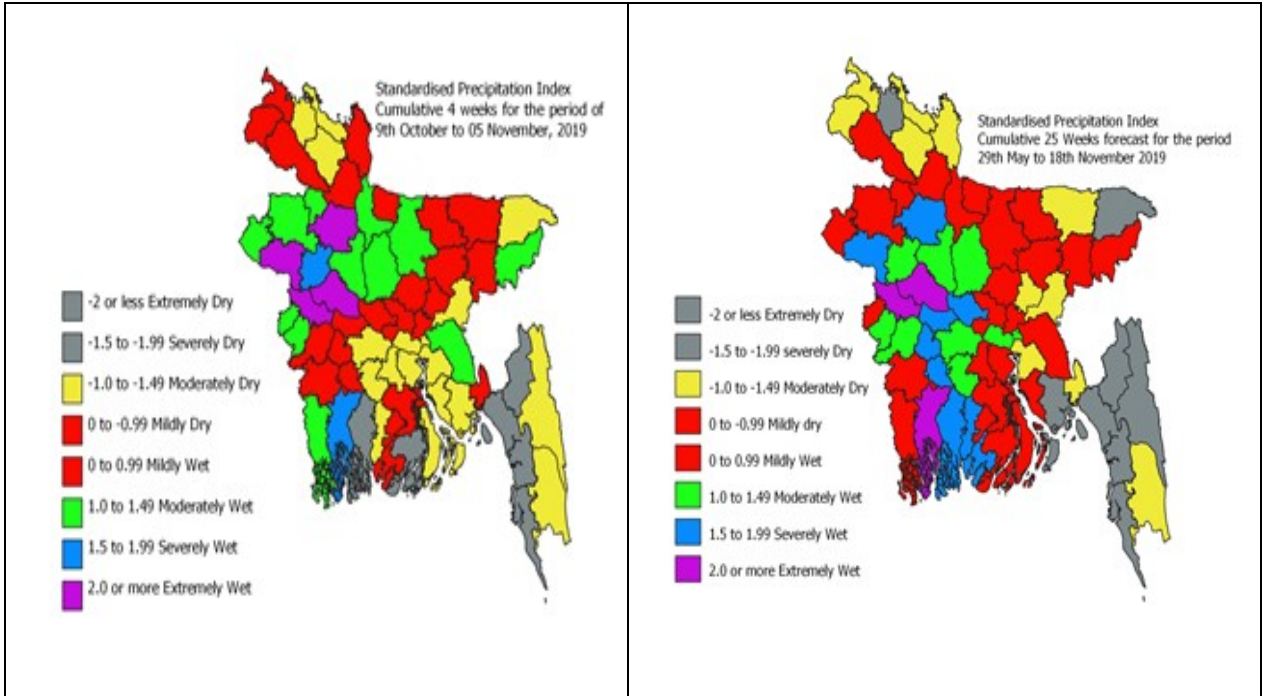 Standardised Precipitation Index
Cumulative 4 weeks for the period of
9th October to 05 November, 2019
-2 or less Extremely Dry
-1.5 to -1.99 Severely Dry
-1.0 to -1.49 Moderately Dry
0 to -0.99 Mildly Dry
0 to 0.99 Mildly Wet
1.0 to 1.49 Moderately Wet
1.5 to 1.99 Severely Wet
2.0 or more Extremely Wet
Standardised Precipitation Index
Cumulative 25 Weeks forecast for the period
29th May to 18th November 2019
-2 or less Extremely Dry
-1.5 to -1.99 severely Dry
-1.0 to -1.49 Moderately Dry
0 to -0.99 Mildly dry
0 to 0.99 Mildly Wet
1.0 to 1.49 Moderately Wet
1.5 to 1.99 Severely Wet
2.0 or more Extremely Wet